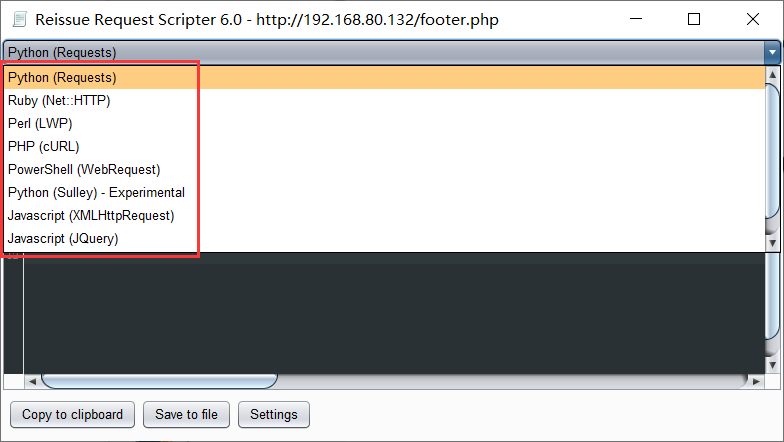 Reissue Request Scripter 6.0 - http://192.168.80.132/footer.php
Python (Requests)
Python (Requests)
Ruby (Net::HTTP)
Perl (LWP)
PHP (cURL)
PowerShell (WebRequest)
Python (Sulley) - Experimental
Javascript (XMLHttpRequest)
Javascript (JQuery)
Copy to clipboard
Save to file
Settings